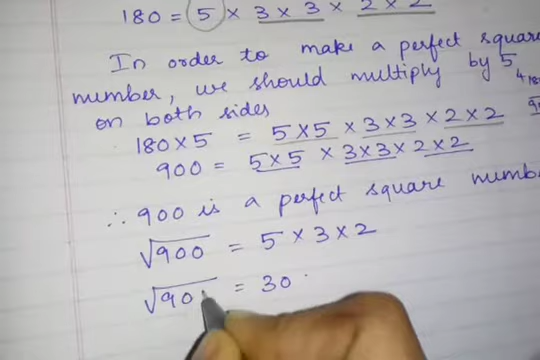 180 = 5 × 3 × 3 × 2 × 2
In order to make a perfect square
number, we should multiply by 5
on both sides
180 × 5 = 5 × 5 × 3 × 3 × 2 × 2
900 = 5 × 5 × 3 × 3 × 2 × 2
∴ 900 is a perfect square
√900 = 5 × 3 × 2
√90 = 30